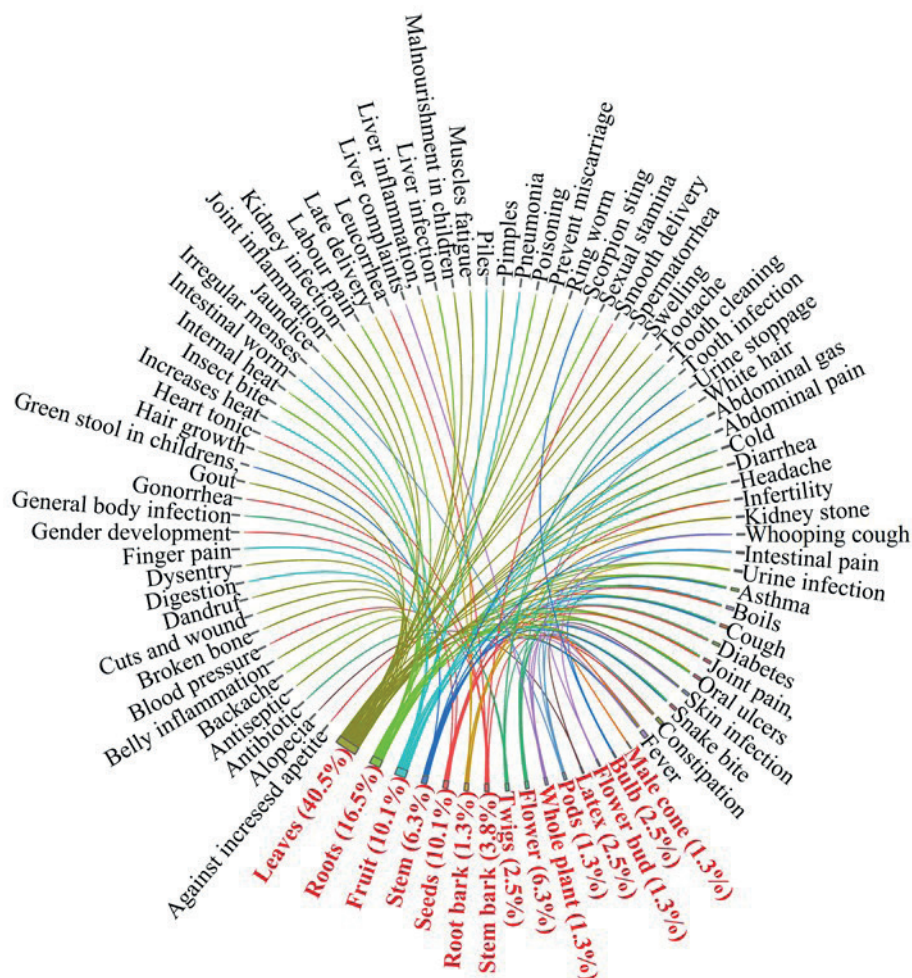 Malnourishment in children
Muscles fatigue
Piles
Pimples
Pneumonia
Poisoning
Prevent miscarriage
Ring worm
Scorpion sting
Sexual stamina
Smooth delivery
Spermatorrhea
Swelling
Tootache
Tooth cleaning
Tooth infection
Urine stoppage
White hair
Abdominal gas
Abdominal pain
Cold
Diarrhea
Headache
Infertility
Kidney stone
Whooping cough
Intestinal pain
Urine infection
Asthma
Boils
Cough
Diabetes
Joint pain,
Oral ulcers
Skin infection
Snake bite
Constipation
Fever
Male cone (1.3%)
Bulb (2.5%)
Flower bud (1.3%)
Latex (2.5%)
Pods (1.3%)
Whole plant (1.3%)
Flower (6.3%)
Twigs (2.5%)
Stem bark (3.8%)
Root bark (1.3%)
Seeds (10.1%)
Stem (6.3%)
Fruit (10.1%)
Roots (16.5%)
Leaves (40.5%)
Against incresesd apetite
Alopecia
Antibiotic
Antiseptic
Backache
Belly inflammation
Blood pressure
Broken bone
Cuts and wound
Dandruf
Digestion
Dysentry
Finger pain
Gender development
General body infection
Gonorrhea
Gout
Green stool in childrens,
Hair growth
Heart tonic
Increases heat
Insect bite
Internal heat
Intestinal worm
Irregular menses
Jaundice
Joint inflammation
Kidney infection
Labour pain
Late delivery
Leucorrhea
Liver complaints
Liver inflammation,
Liver infection